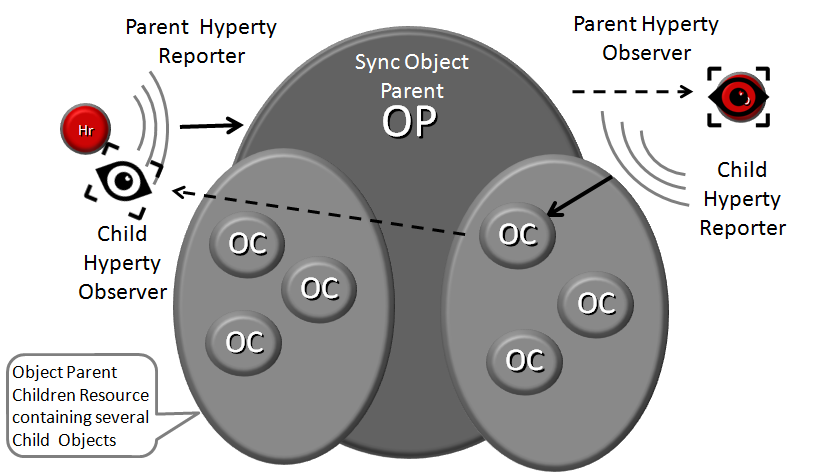 Parent Hyperty
Reporter
Hr
Child
Hyperty
Observer
Sync Object
Parent
OP
Parent Hyperty
Observer
Child
Hyperty
Reporter
OC
OC
OC
OC
OC
OC
Object Parent
Children Resource
containing several
Child Objects